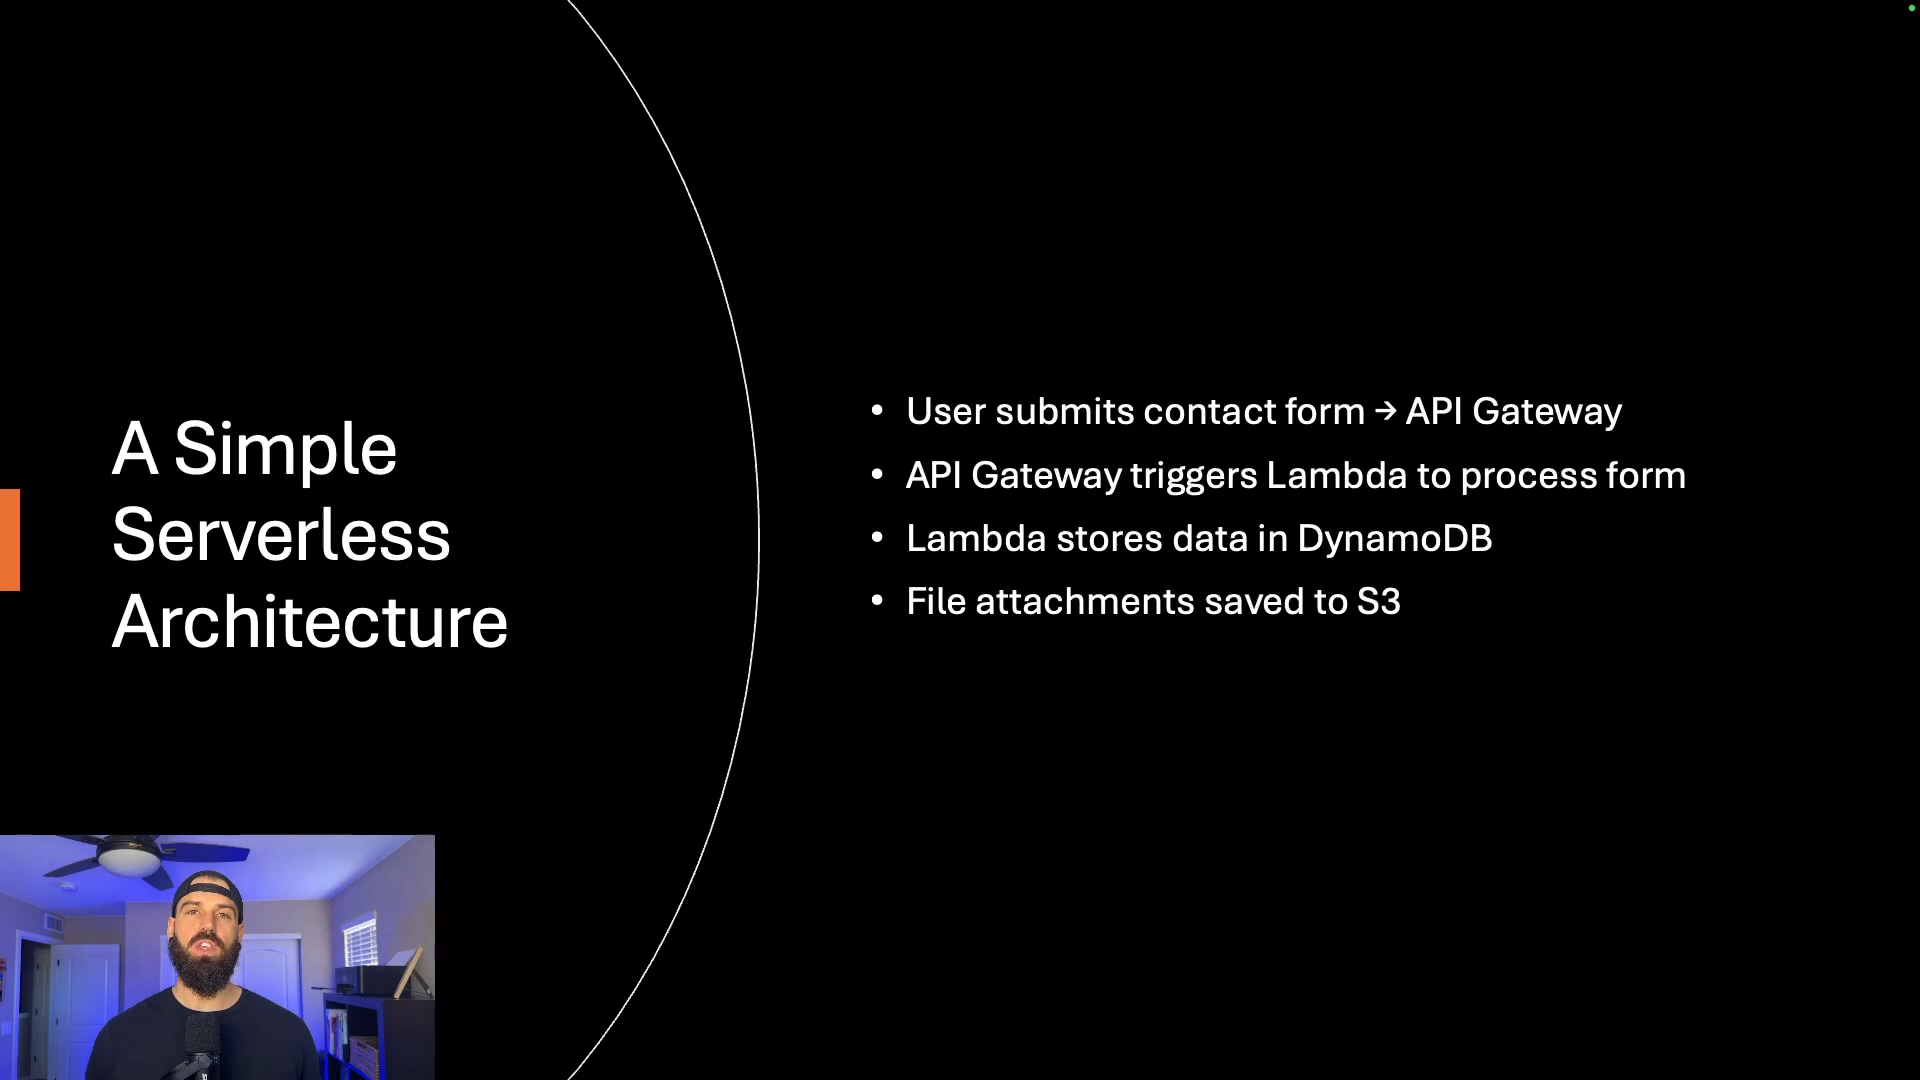 A Simple
Serverless
Architecture
• User submits contact form → API Gateway
• API Gateway triggers Lambda to process form
• Lambda stores data in DynamoDB
• File attachments saved to S3